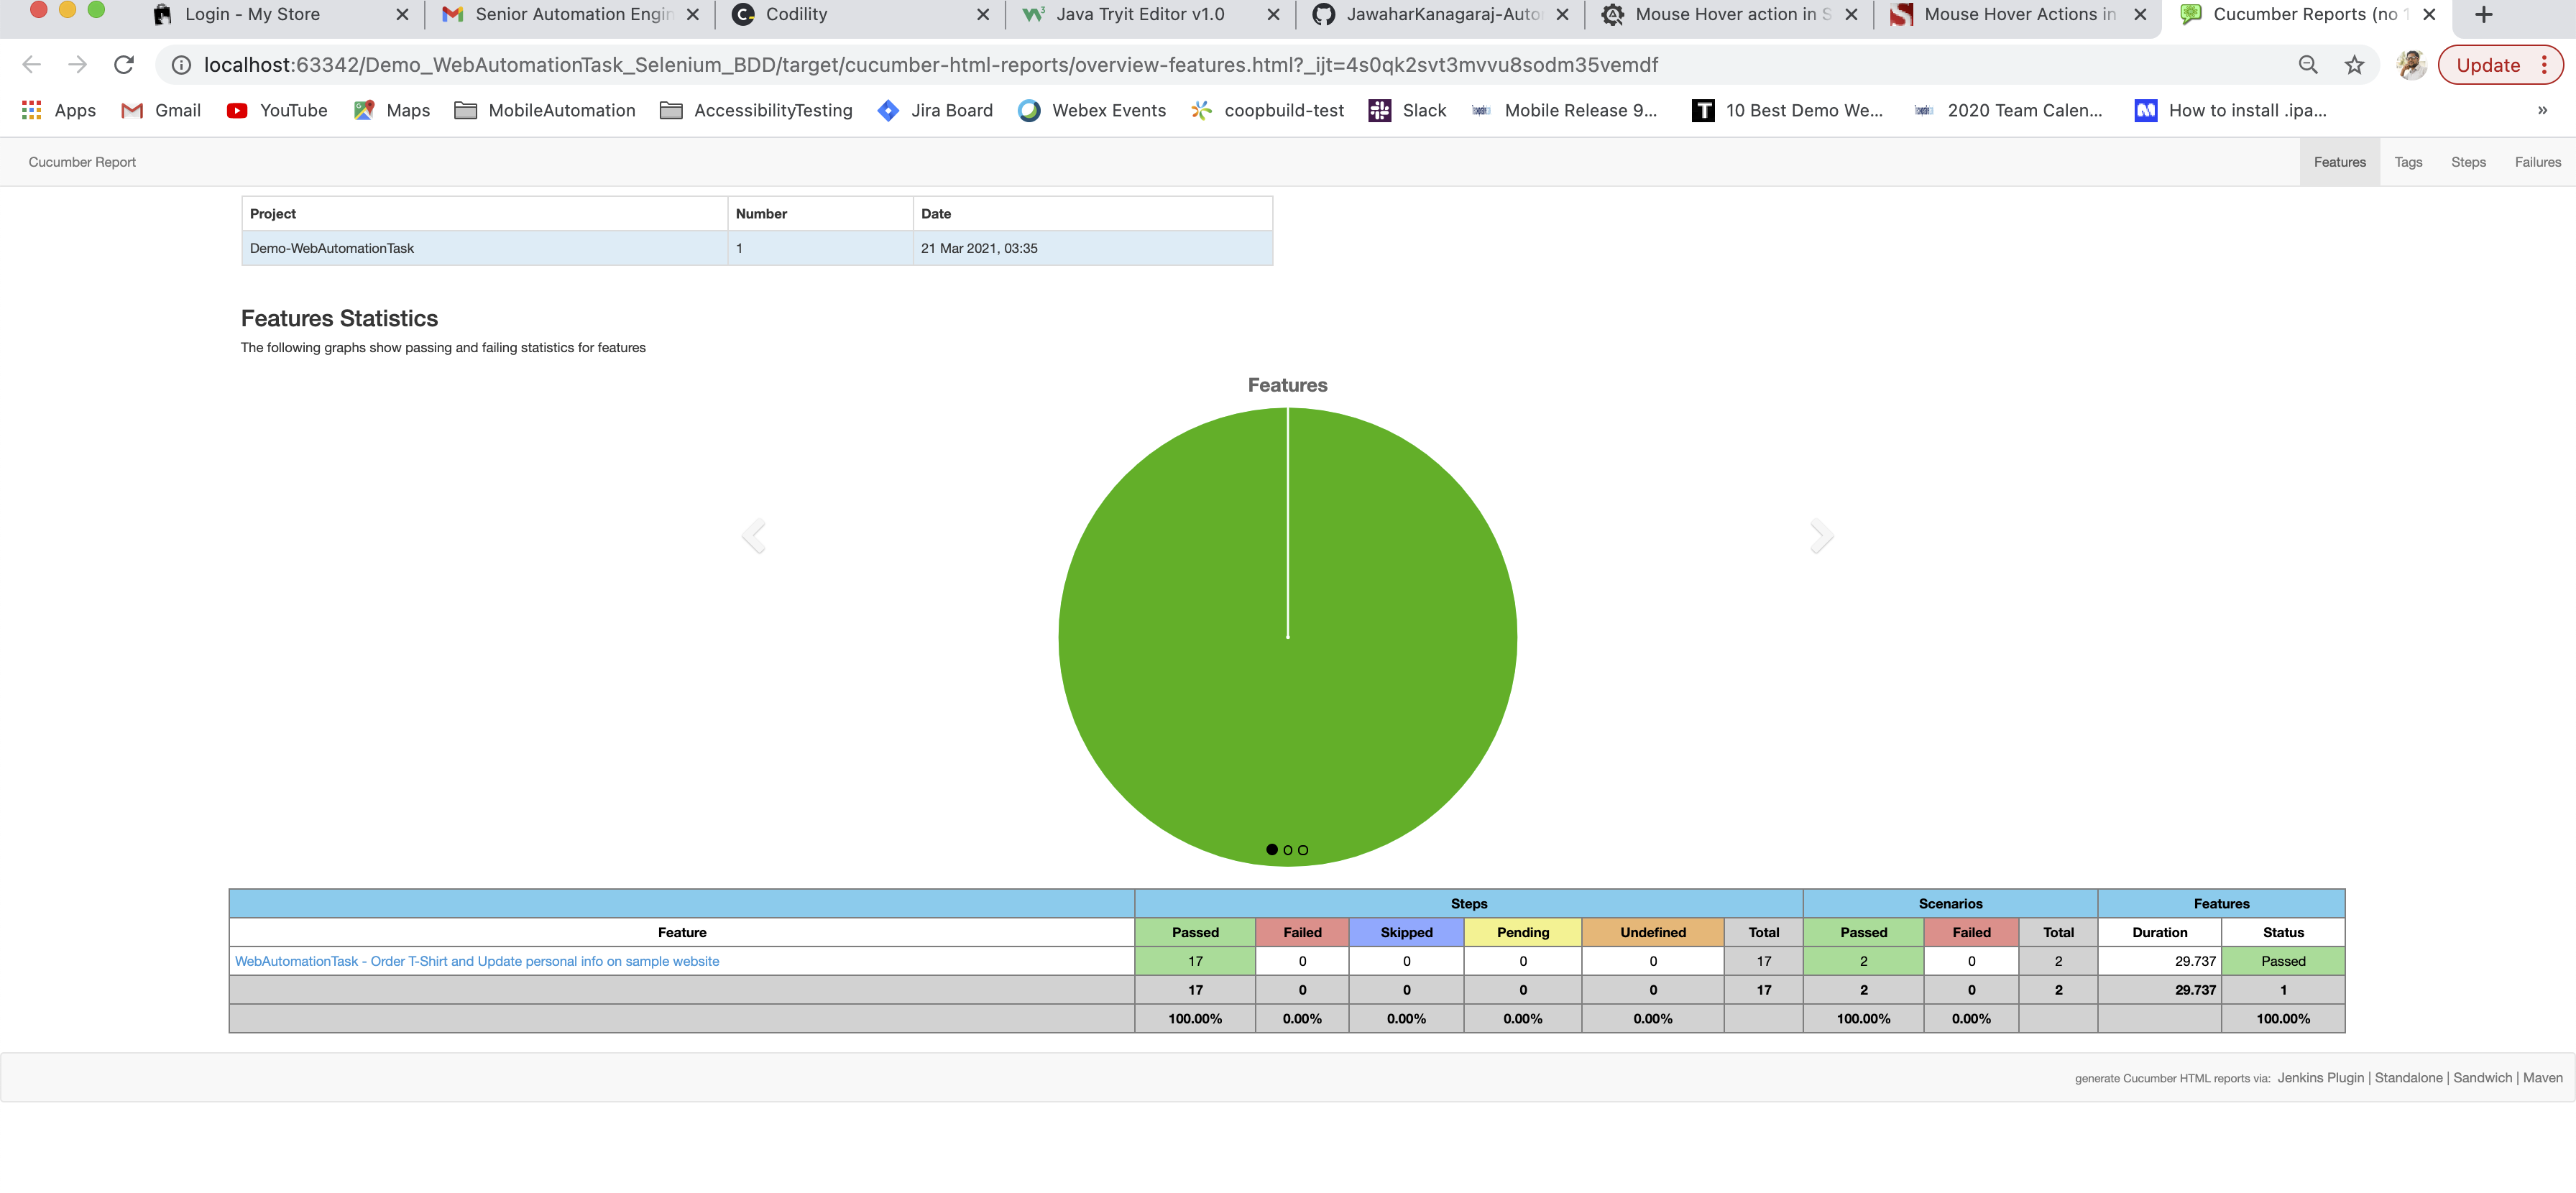 Login - My Store
Senior Automation Engin
Codility
Java Tryit Editor v1.0
JawaharKanagaraj-Auto
Mouse Hover action in S
Mouse Hover Actions in
Cucumber Reports (no 1
localhost:63342/Demo_WebAutomationTask_Selenium_BDD/target/cucumber-html-reports/overview-features.html?_ijt=4s0qk2svt3mvvu8sodm35vemdf
Update
Apps Gmail YouTube Maps MobileAutomation AccessibilityTesting Jira Board Webex Events coopbuild-test Slack Mobile Release 9... 10 Best Demo We... 2020 Team Calen... How to install .ipa... »
Cucumber Report Features Tags Steps Failures
Project Number Date
Demo-WebAutomationTask 1 21 Mar 2021, 03:35
Features Statistics
The following graphs show passing and failing statistics for features
Features
Steps Scenarios Features
Feature Passed Failed Skipped Pending Undefined Total Passed Failed Total Duration Status
WebAutomationTask - Order T-Shirt and Update personal info on sample website 17 0 0 0 0 17 2 0 2 29.737 Passed
17 0 0 0 0 17 2 0 2 29.737 1
100.00% 0.00% 0.00% 0.00% 0.00% 100.00% 0.00% 100.00%
generate Cucumber HTML reports via: Jenkins Plugin | Standalone | Sandwich | Maven